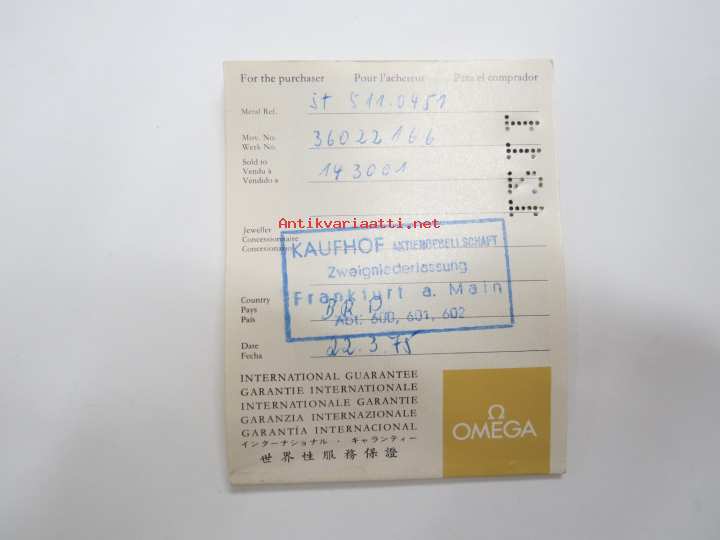 For the purchaser Pour l'acheteur Para el comprador
Metal Ref. st 511.0451
Mov. No.
Werk No. 36022166
Sold to
Vendu à 143001
Vendido a
Antikvariaatti.net
Jeweller
Concessionnaire
Concesionario
KAUFHOF AKTIENGESELLSCHAFT
Zweigniederlassung
Frankfurt a. Main
Abt. 600, 601, 602
Country
Pays BRD
País
Date
Fecha 22.3.75
INTERNATIONAL GUARANTEE
GARANTIE INTERNATIONALE
INTERNATIONALE GARANTIE
GARANZIA INTERNAZIONALE
GARANTÍA INTERNACIONAL
インターナショナル・ギャランティー
世界性服務保證
Ω
OMEGA